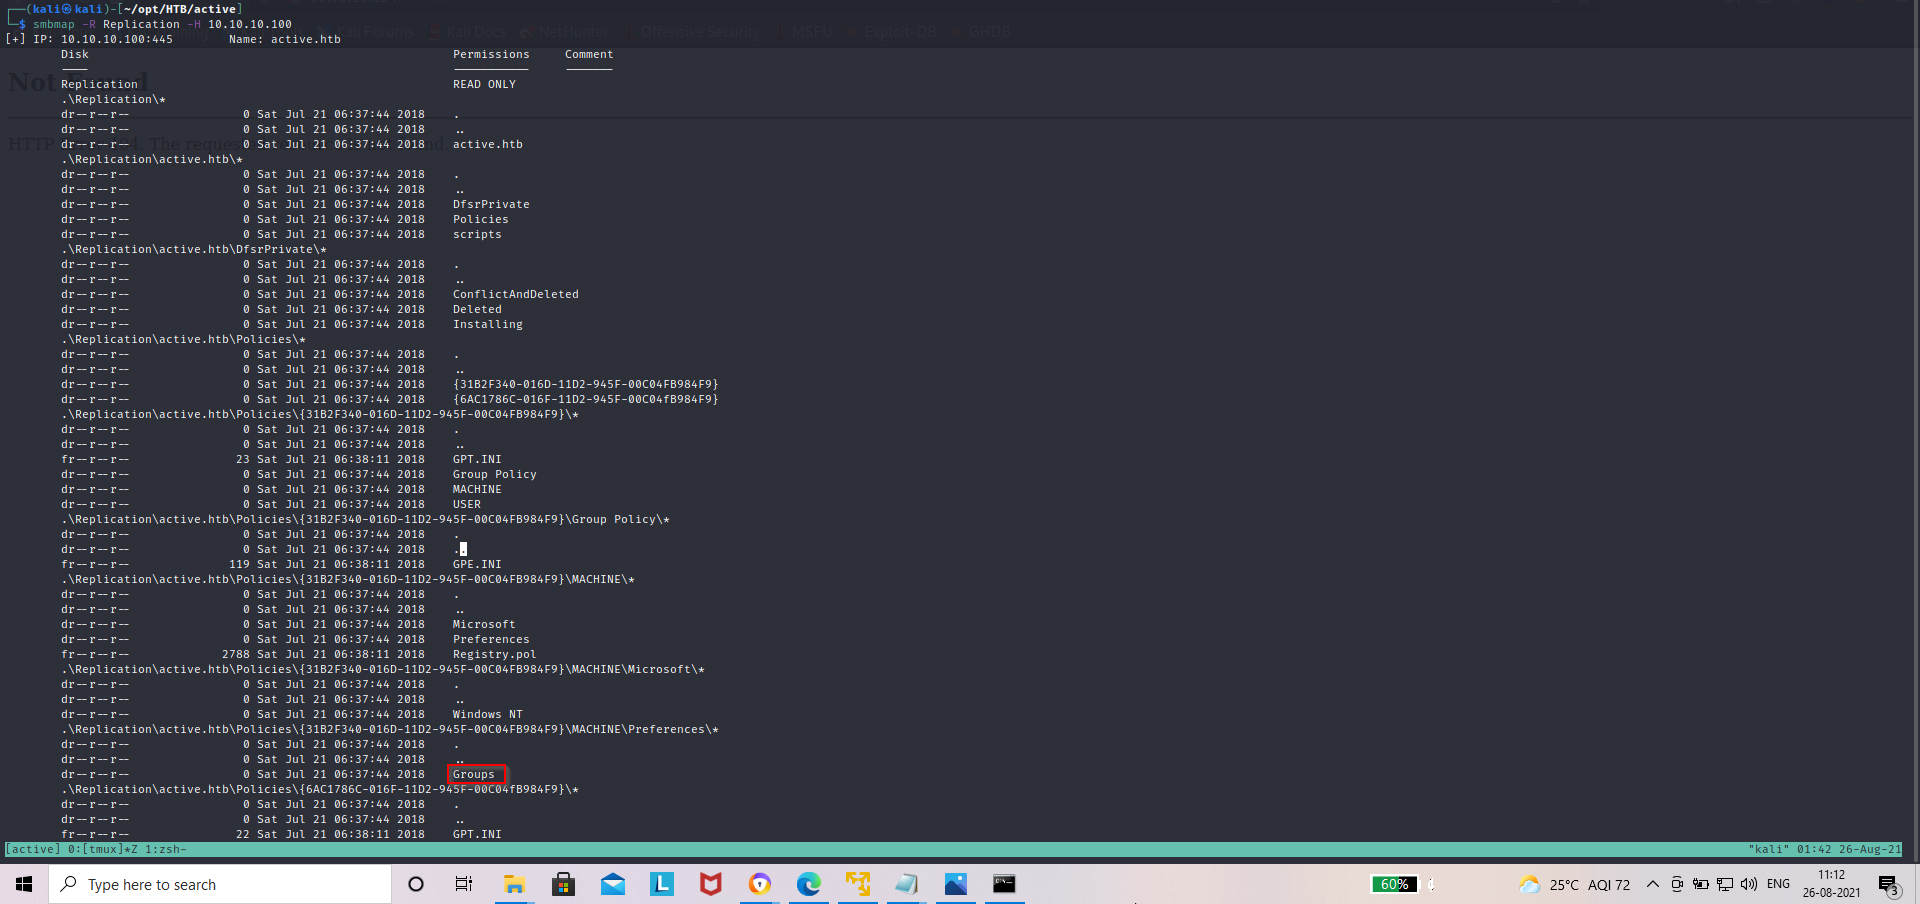 (kali㉿kali)-[~/opt/HTB/active]
$ smbmap -R Replication -H 10.10.10.100
[+] IP: 10.10.10.100:445 Name: active.htb
Disk Permissions Comment
---- ----------- -------
Replication READ ONLY
.\Replication\*
dr--r--r-- 0 Sat Jul 21 06:37:44 2018 .
dr--r--r-- 0 Sat Jul 21 06:37:44 2018 ..
dr--r--r-- 0 Sat Jul 21 06:37:44 2018 active.htb
.\Replication\active.htb\*
dr--r--r-- 0 Sat Jul 21 06:37:44 2018 .
dr--r--r-- 0 Sat Jul 21 06:37:44 2018 ..
dr--r--r-- 0 Sat Jul 21 06:37:44 2018 DfsrPrivate
dr--r--r-- 0 Sat Jul 21 06:37:44 2018 Policies
dr--r--r-- 0 Sat Jul 21 06:37:44 2018 scripts
.\Replication\active.htb\DfsrPrivate\*
dr--r--r-- 0 Sat Jul 21 06:37:44 2018 .
dr--r--r-- 0 Sat Jul 21 06:37:44 2018 ..
dr--r--r-- 0 Sat Jul 21 06:37:44 2018 ConflictAndDeleted
dr--r--r-- 0 Sat Jul 21 06:37:44 2018 Deleted
dr--r--r-- 0 Sat Jul 21 06:37:44 2018 Installing
.\Replication\active.htb\Policies\*
dr--r--r-- 0 Sat Jul 21 06:37:44 2018 .
dr--r--r-- 0 Sat Jul 21 06:37:44 2018 ..
dr--r--r-- 0 Sat Jul 21 06:37:44 2018 {31B2F340-016D-11D2-945F-00C04FB984F9}
dr--r--r-- 0 Sat Jul 21 06:37:44 2018 {6AC1786C-016F-11D2-945F-00C04fB984F9}
.\Replication\active.htb\Policies\{31B2F340-016D-11D2-945F-00C04FB984F9}\*
dr--r--r-- 0 Sat Jul 21 06:37:44 2018 .
dr--r--r-- 0 Sat Jul 21 06:37:44 2018 ..
fr--r--r-- 23 Sat Jul 21 06:38:11 2018 GPT.INI
dr--r--r-- 0 Sat Jul 21 06:37:44 2018 Group Policy
dr--r--r-- 0 Sat Jul 21 06:37:44 2018 MACHINE
dr--r--r-- 0 Sat Jul 21 06:37:44 2018 USER
.\Replication\active.htb\Policies\{31B2F340-016D-11D2-945F-00C04FB984F9}\Group Policy\*
dr--r--r-- 0 Sat Jul 21 06:37:44 2018 .
dr--r--r-- 0 Sat Jul 21 06:37:44 2018 ..
fr--r--r-- 119 Sat Jul 21 06:38:11 2018 GPE.INI
.\Replication\active.htb\Policies\{31B2F340-016D-11D2-945F-00C04FB984F9}\MACHINE\*
dr--r--r-- 0 Sat Jul 21 06:37:44 2018 .
dr--r--r-- 0 Sat Jul 21 06:37:44 2018 ..
dr--r--r-- 0 Sat Jul 21 06:37:44 2018 Microsoft
dr--r--r-- 0 Sat Jul 21 06:37:44 2018 Preferences
fr--r--r-- 2788 Sat Jul 21 06:38:11 2018 Registry.pol
.\Replication\active.htb\Policies\{31B2F340-016D-11D2-945F-00C04FB984F9}\MACHINE\Microsoft\*
dr--r--r-- 0 Sat Jul 21 06:37:44 2018 .
dr--r--r-- 0 Sat Jul 21 06:37:44 2018 ..
dr--r--r-- 0 Sat Jul 21 06:37:44 2018 Windows NT
.\Replication\active.htb\Policies\{31B2F340-016D-11D2-945F-00C04FB984F9}\MACHINE\Preferences\*
dr--r--r-- 0 Sat Jul 21 06:37:44 2018 .
dr--r--r-- 0 Sat Jul 21 06:37:44 2018 ..
dr--r--r-- 0 Sat Jul 21 06:37:44 2018 Groups
.\Replication\active.htb\Policies\{6AC1786C-016F-11D2-945F-00C04fB984F9}\*
dr--r--r-- 0 Sat Jul 21 06:37:44 2018 .
dr--r--r-- 0 Sat Jul 21 06:37:44 2018 ..
fr--r--r-- 22 Sat Jul 21 06:38:11 2018 GPT.INI
[active] 0:[tmux]*Z 1:zsh- "kali" 01:42 26-Aug-21
Type here to search 60% 25°C AQI 72 ENG 11:12
26-08-2021 3